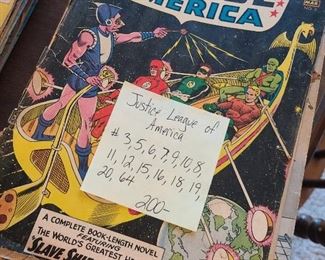 AMERICA
Justice League of
America
# 3, 5, 6, 7, 9, 10, 8,
11, 12, 15, 16, 18, 19,
20, 64
200-
A COMPLETE BOOK-LENGTH NOVEL
FEATURING
THE WORLD'S GREATEST
"SLAVE